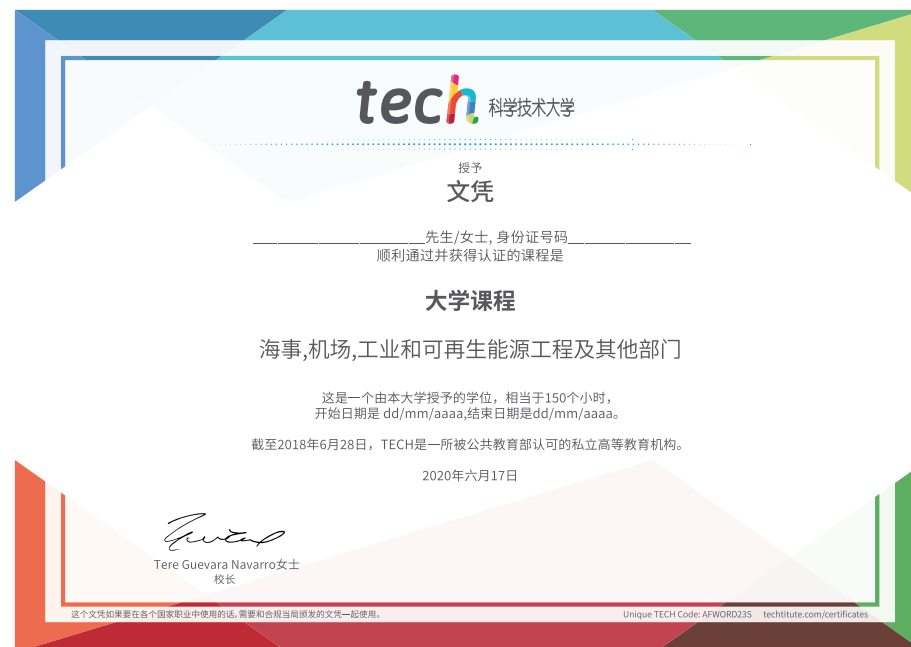 tech 科学技术大学
授予
文凭
______________________先生/女士, 身份证号码________________
顺利通过并获得认证的课程是
大学课程
海事,机场,工业和可再生能源工程及其他部门
这是一个由本大学授予的学位，相当于150个小时，
开始日期是 dd/mm/aaaa,结束日期是dd/mm/aaaa。
截至2018年6月28日，TECH是一所被公共教育部认可的私立高等教育机构。
2020年六月17日
Tere Guevara Navarro女士
校长
这个文凭如果要在各个国家职业中使用的话,需要和合规当局颁发的文凭一起使用。
Unique TECH Code: AFWORD23S techtitute.com/certificates